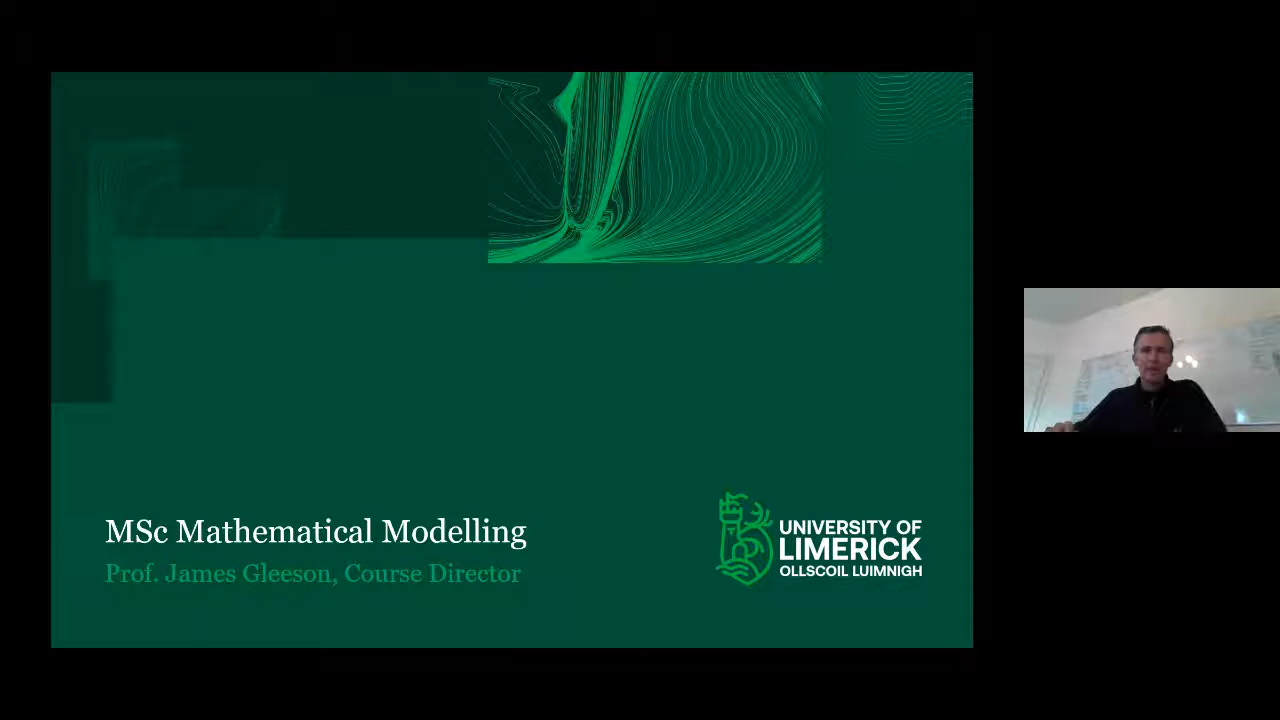 MSc Mathematical Modelling
Prof. James Gleeson, Course Director
UNIVERSITY OF
LIMERICK
OLLSCOIL LUIMNIGH